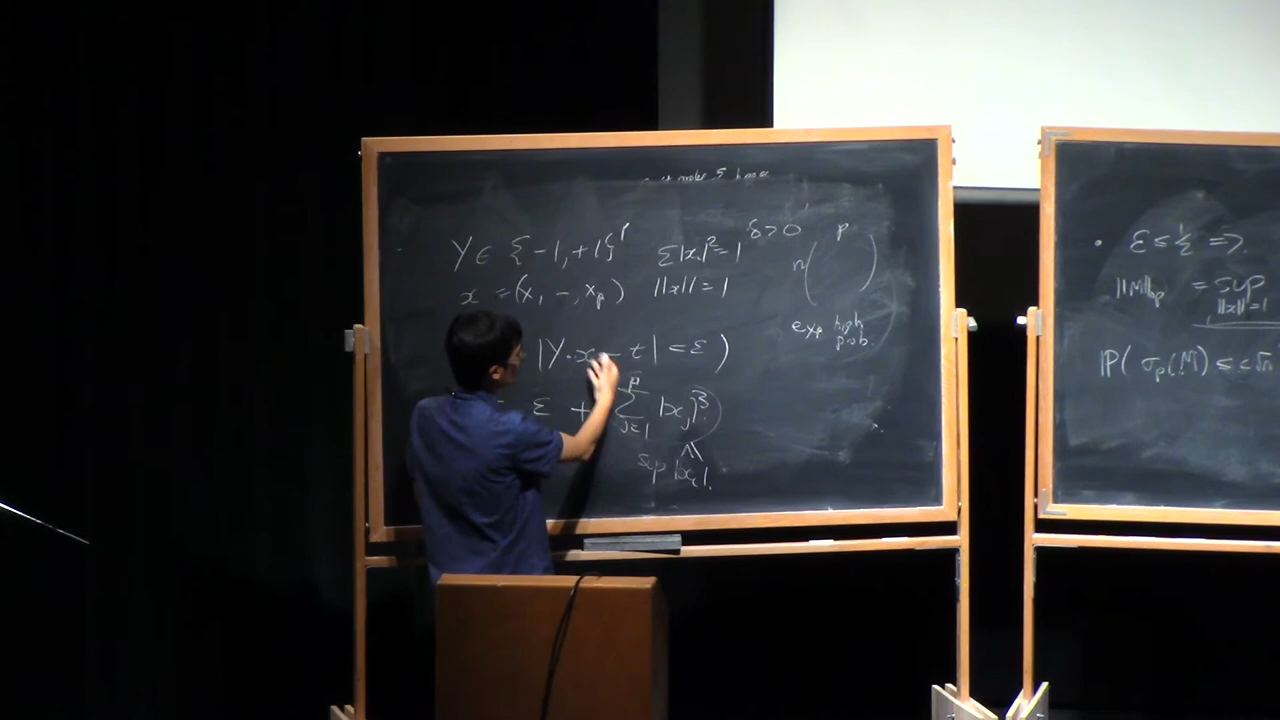 Y ∈ {-1, +1}^p   Σ|x_i|^2 = 1   δ>0
x = (x_1 -, x_p)   ||x|| = 1
n (   )   p
exp high prob.
|Y·x - t| ≤ ε )
ε + Σ_{j=1}^p |x_j|^3
sup |x_i|.
· ε ≤ 1/2 ⇒
||M||_op = sup_{||x||=1}
P( σ_p(M) ≤ c√n